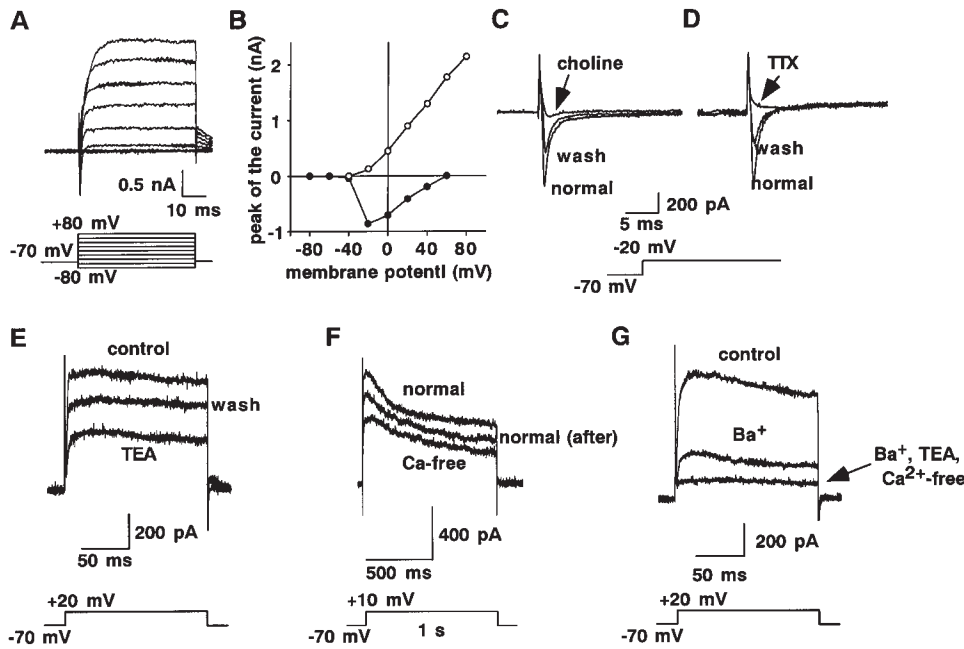 A
0.5 nA
10 ms
+80 mV
-70 mV
-80 mV
B
peak of the current (nA)
2
1
0
-1
-80 -40 0 40 80
membrane potentl (mV)
C
choline
wash
normal
D
TTX
wash
normal
200 pA
5 ms
-20 mV
-70 mV
E
control
wash
TEA
200 pA
50 ms
+20 mV
-70 mV
F
normal
normal (after)
Ca-free
400 pA
500 ms
+10 mV
-70 mV
1 s
G
control
Ba+
Ba+, TEA,
Ca2+-free
200 pA
50 ms
+20 mV
-70 mV